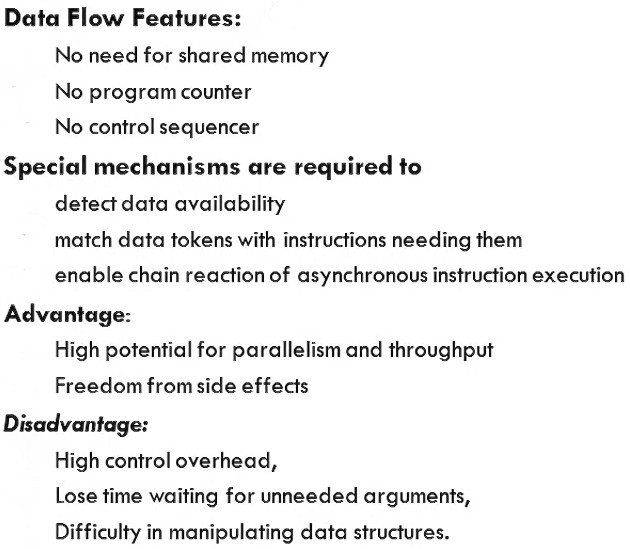 Data Flow Features:
No need for shared memory
No program counter
No control sequencer
Special mechanisms are required to
detect data availability
match data tokens with instructions needing them
enable chain reaction of asynchronous instruction execution
Advantage:
High potential for parallelism and throughput
Freedom from side effects
Disadvantage:
High control overhead,
Lose time waiting for unneeded arguments,
Difficulty in manipulating data structures.